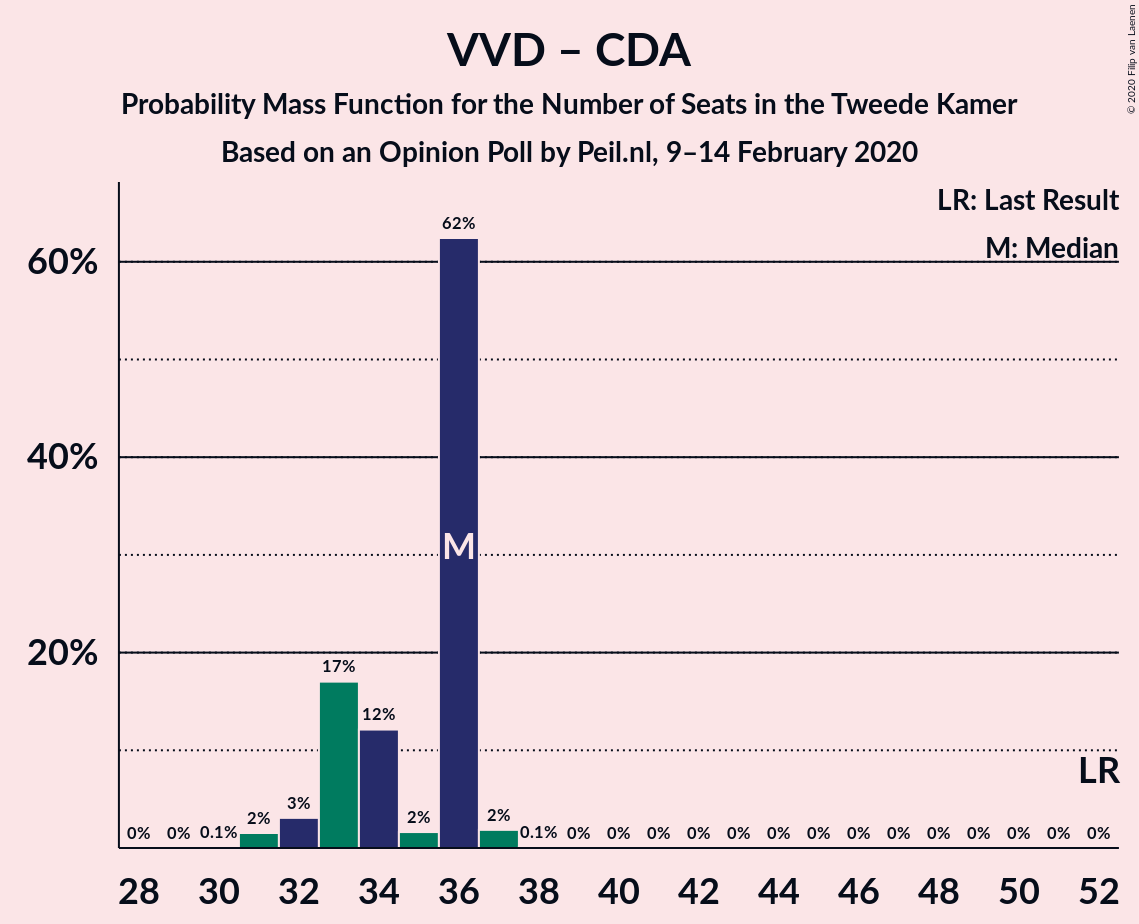 VVD – CDA
Probability Mass Function for the Number of Seats in the Tweede Kamer
Based on an Opinion Poll by Peil.nl, 9–14 February 2020
© 2020 Filip van Laenen
LR: Last Result
M: Median
60%
40%
20%
0% 0% 0.1% 2% 3% 17% 12% 2% 62% 2% 0.1% 0% 0% 0% 0% 0% 0% 0% 0% 0% 0% 0% 0% 0% 0%
M
LR
28 30 32 34 36 38 40 42 44 46 48 50 52